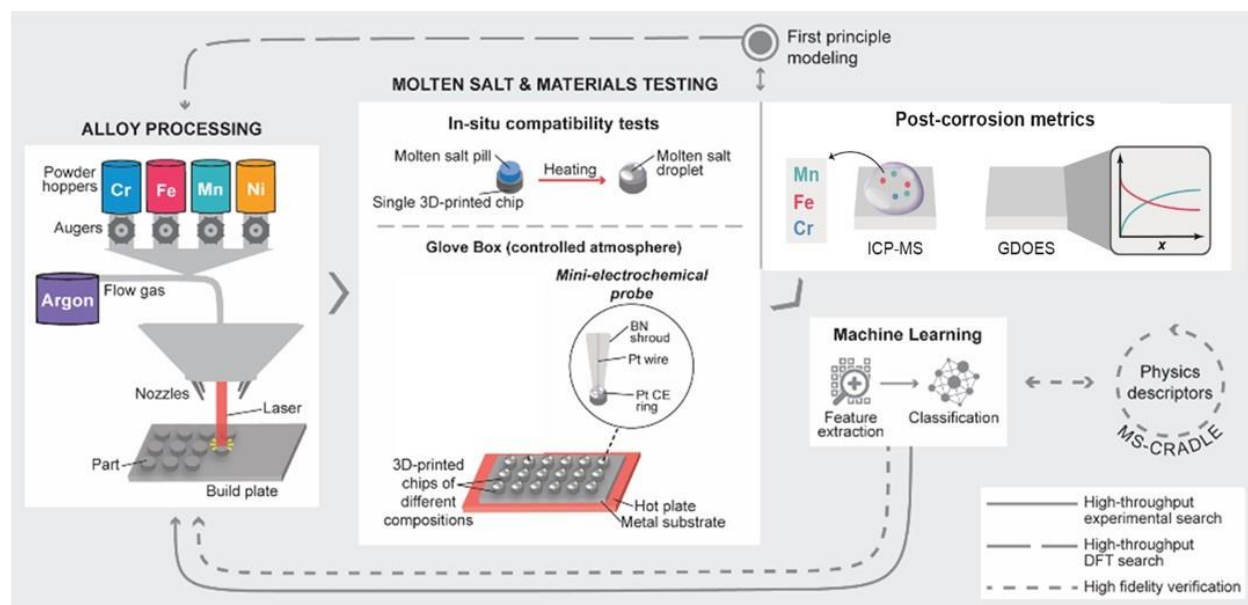 First principle
modeling
MOLTEN SALT & MATERIALS TESTING
ALLOY PROCESSING
Powder
hoppers
Cr
Fe
Mn
Ni
Augers
Argon
Flow gas
Nozzles
Laser
Part
Build plate
In-situ compatibility tests
Molten salt pill
Heating
Molten salt
droplet
Single 3D-printed chip
Glove Box (controlled atmosphere)
Mini-electrochemical
probe
BN
shroud
Pt wire
Pt CE
ring
3D-printed
chips of
different
compositions
Hot plate
Metal substrate
Post-corrosion metrics
Mn
Fe
Cr
ICP-MS
GDOES
x
Machine Learning
Feature
extraction
Classification
Physics
descriptors
MS-CRADLE
High-throughput
experimental search
High-throughput
DFT search
High fidelity verification